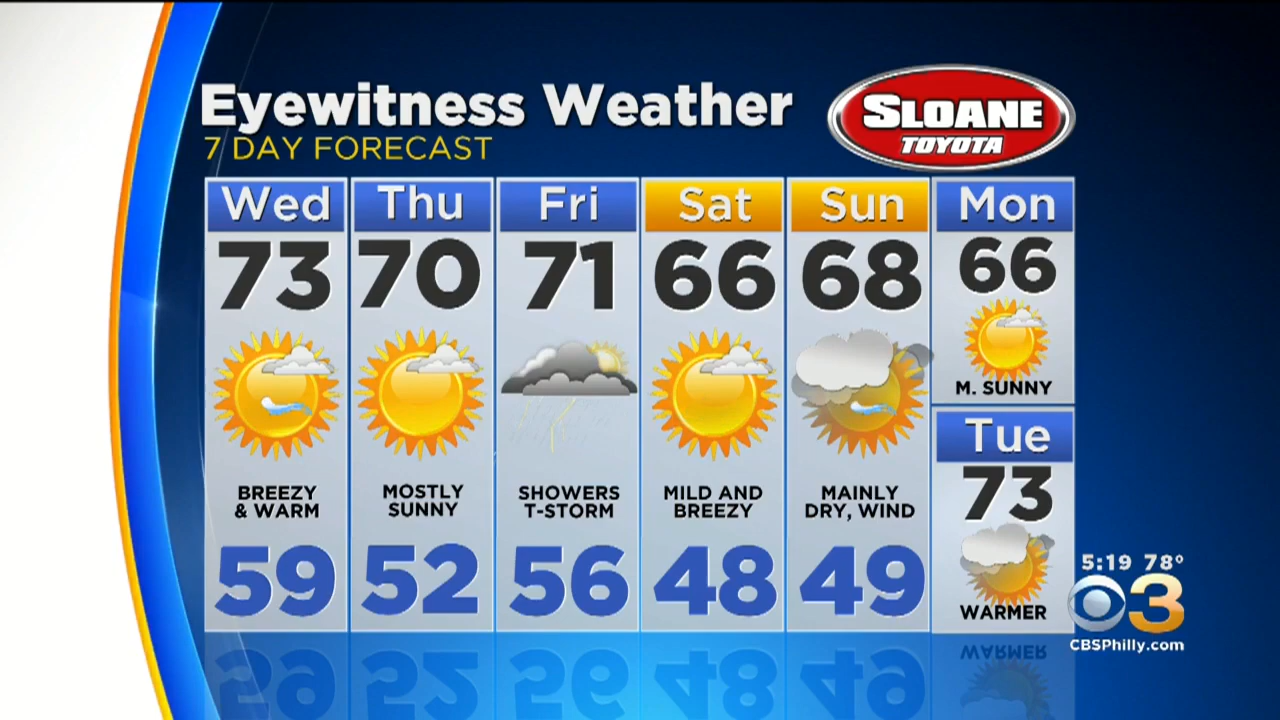 Eyewitness Weather
7 DAY FORECAST
SLOANE
TOYOTA
Wed
73
BREEZY
& WARM
59
Thu
70
MOSTLY
SUNNY
52
Fri
71
SHOWERS
T-STORM
56
Sat
66
MILD AND
BREEZY
48
Sun
68
MAINLY
DRY, WIND
49
Mon
66
M. SUNNY
Tue
73
WARMER
5:19 78°
3
CBSPhilly.com